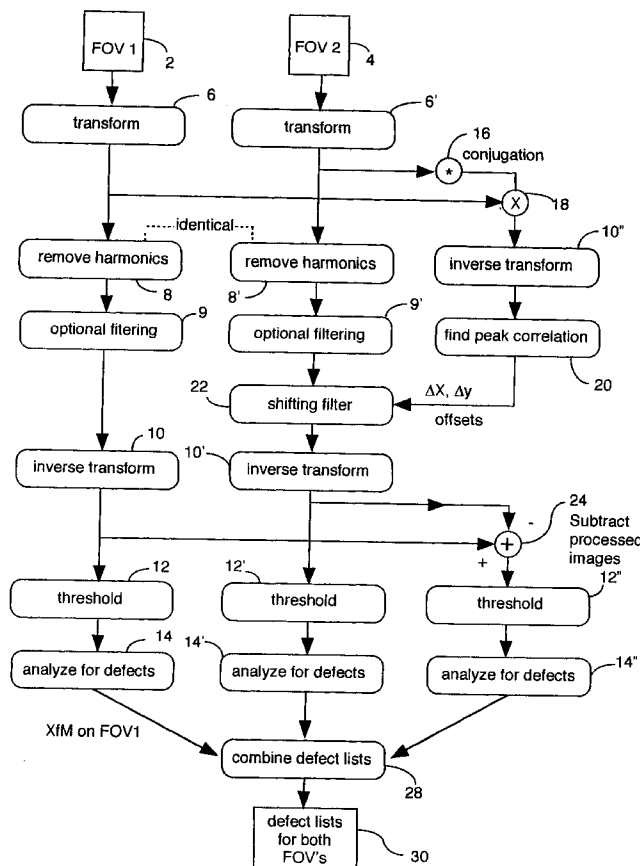 FOV 1
2
FOV 2
4
6
transform
6'
transform
16
conjugation
*
X
18
identical
10"
remove harmonics
8
remove harmonics
8'
inverse transform
9
optional fitering
9'
optional filtering
find peak correlation
20
22
shifting filter
ΔX, Δy
offsets
10
inverse transform
10'
inverse transform
-
24
+
Subtract
processed
images
+
12
threshold
12'
threshold
12"
threshold
14
analyze for defects
14'
analyze for defects
14"
analyze for defects
XfM on FOV1
combine defect lists
28
defect lists
for both
FOV's
30